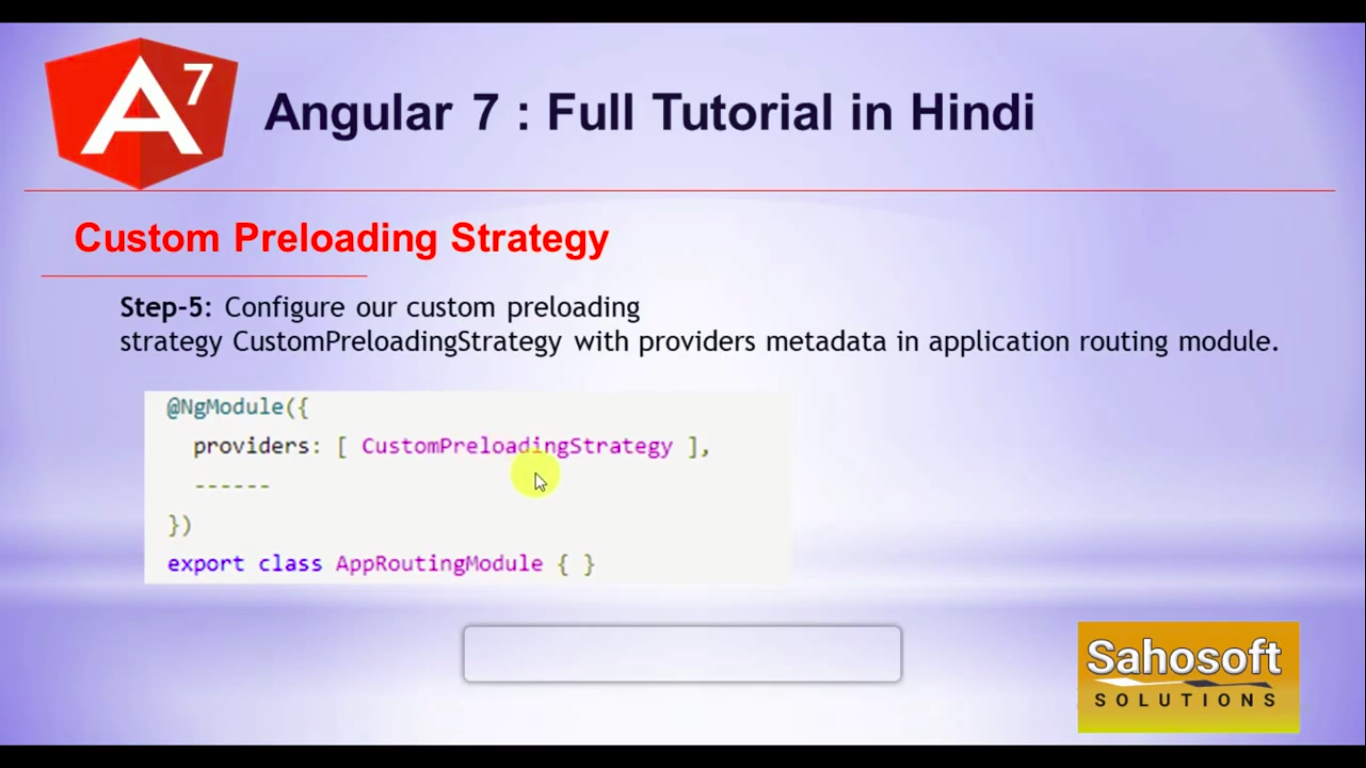 A7
Angular 7 : Full Tutorial in Hindi
Custom Preloading Strategy
Step-5: Configure our custom preloading
strategy CustomPreloadingStrategy with providers metadata in application routing module.
@NgModule({
providers: [ CustomPreloadingStrategy ],
------
})
export class AppRoutingModule { }
Sahosoft
SOLUTIONS